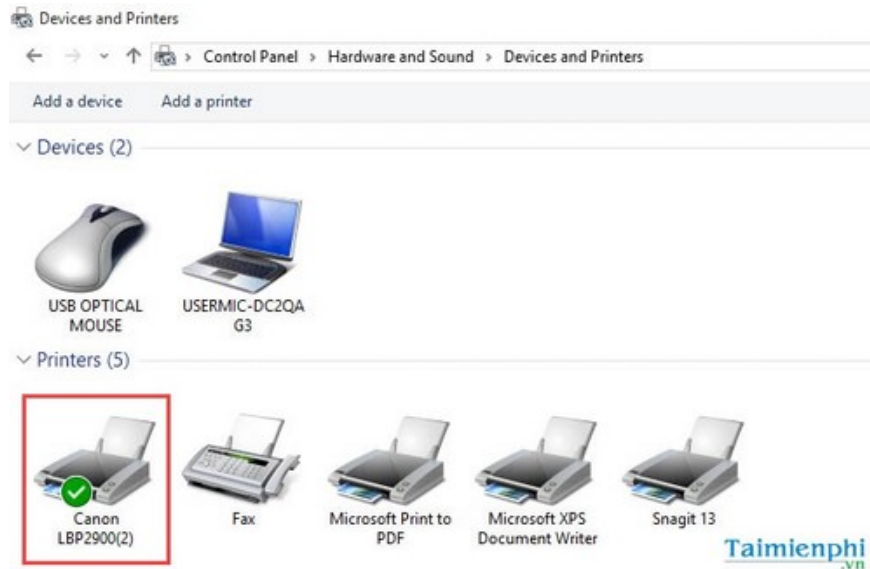 Devices and Printers
Control Panel > Hardware and Sound > Devices and Printers
Add a device Add a printer
Devices (2)
USB OPTICAL
MOUSE
USERMIC-DC2QA
G3
Printers (5)
Canon
LBP2900(2)
Fax
Microsoft Print to
PDF
Microsoft XPS
Document Writer
Snagit 13
Taimienphi
.vn